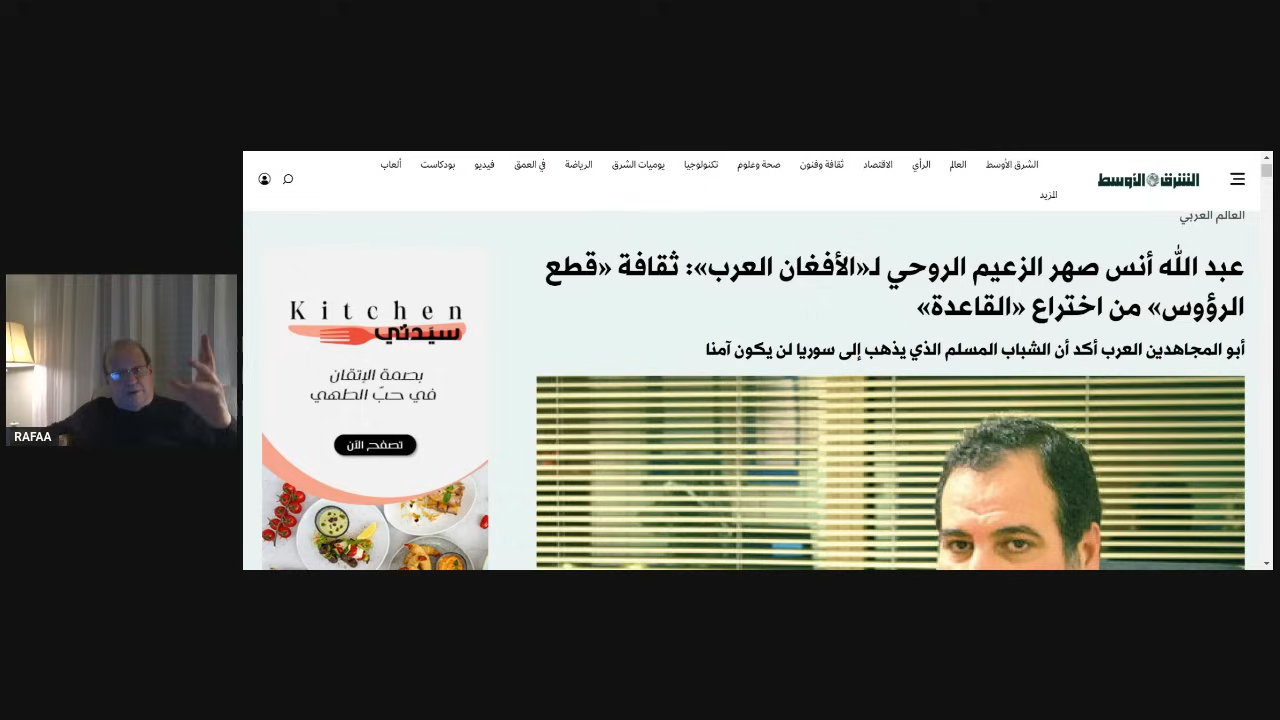 الشرق الأوسط
الشرق الأوسط العالم الرأي الاقتصاد ثقافة وفنون صحة وعلوم تكنولوجيا يوميات الشرق الرياضة في العمق فيديو بودكاست ألعاب
المزيد
العالم العربي
عبد الله أنس صهر الزعيم الروحي لـ«الأفغان العرب»: ثقافة «قطع
الرؤوس» من اختراع «القاعدة»
أبو المجاهدين العرب أكد أن الشباب المسلم الذي يذهب إلى سوريا لن يكون آمنا
Kitchen
سيدتي
بصمة الإتقان
في حبّ الطهي
تصفح الآن
RAFAA